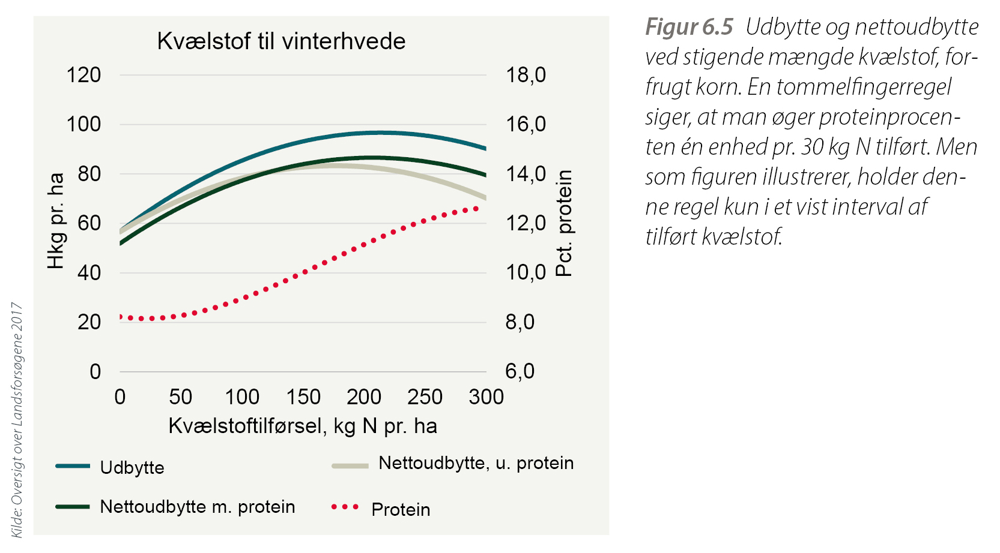 Kvælstof til vinterhvede
120
100
80
60
40
20
0
Hkg pr. ha
18,0
16,0
14,0
12,0
10,0
8,0
6,0
Pct. protein
0 50 100 150 200 250 300
Kvælstoftilførsel, kg N pr. ha
Udbytte
Nettoudbytte, u. protein
Nettoudbytte m. protein
Protein
Kilde: Oversigt over Landsforsøgene 2017
Figur 6.5 Udbytte og nettoudbytte
ved stigende mængde kvælstof, for-
frugt korn. En tommelfingerregel
siger, at man øger proteinprocen-
ten én enhed pr. 30 kg N tilført. Men
som figuren illustrerer, holder den-
ne regel kun i et vist interval af
tilført kvælstof.